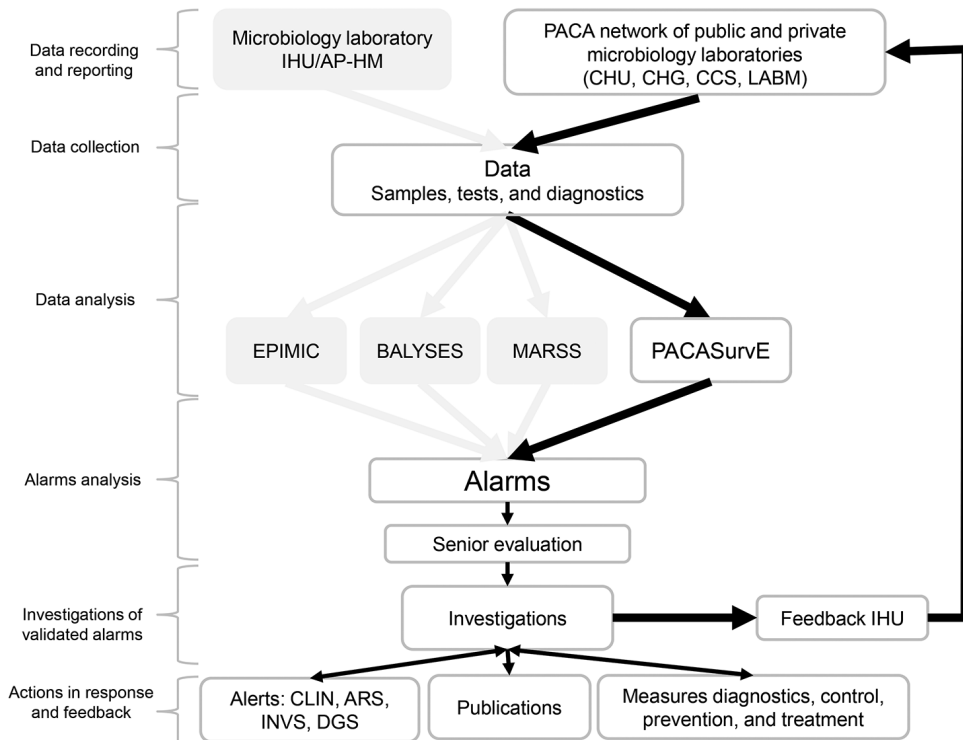 Data recording
and reporting
Microbiology laboratory
IHU/AP-HM
PACA network of public and private
microbiology laboratories
(CHU, CHG, CCS, LABM)
Data collection
Data
Samples, tests, and diagnostics
Data analysis
EPIMIC
BALYSES
MARSS
PACASurvE
Alarms analysis
Alarms
Senior evaluation
Investigations of
validated alarms
Investigations
Feedback IHU
Actions in response
and feedback
Alerts: CLIN, ARS,
INVS, DGS
Publications
Measures diagnostics, control,
prevention, and treatment